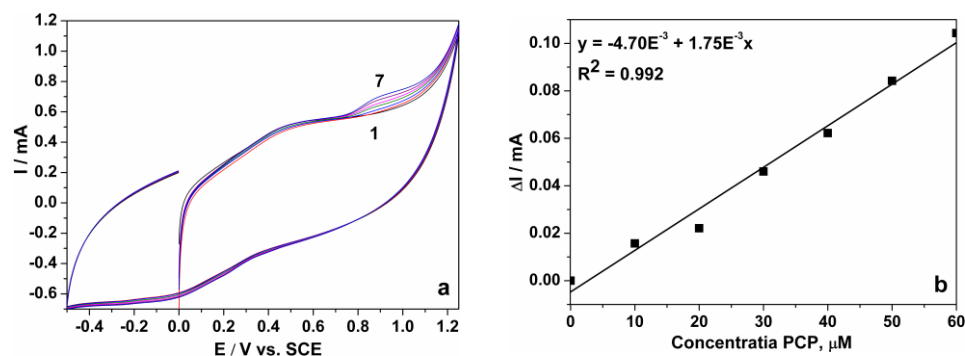 1.2
1.0
0.8
0.6
0.4
0.2
0.0
-0.2
-0.4
-0.6
I / mA
7
1
a
-0.4 -0.2 0.0 0.2 0.4 0.6 0.8 1.0 1.2
E / V vs. SCE
b
y = -4.70E⁻³ + 1.75E⁻³x
R² = 0.992
0.10
0.08
0.06
0.04
0.02
0.00
ΔI / mA
b
0 10 20 30 40 50 60
Concentratia PCP, μM